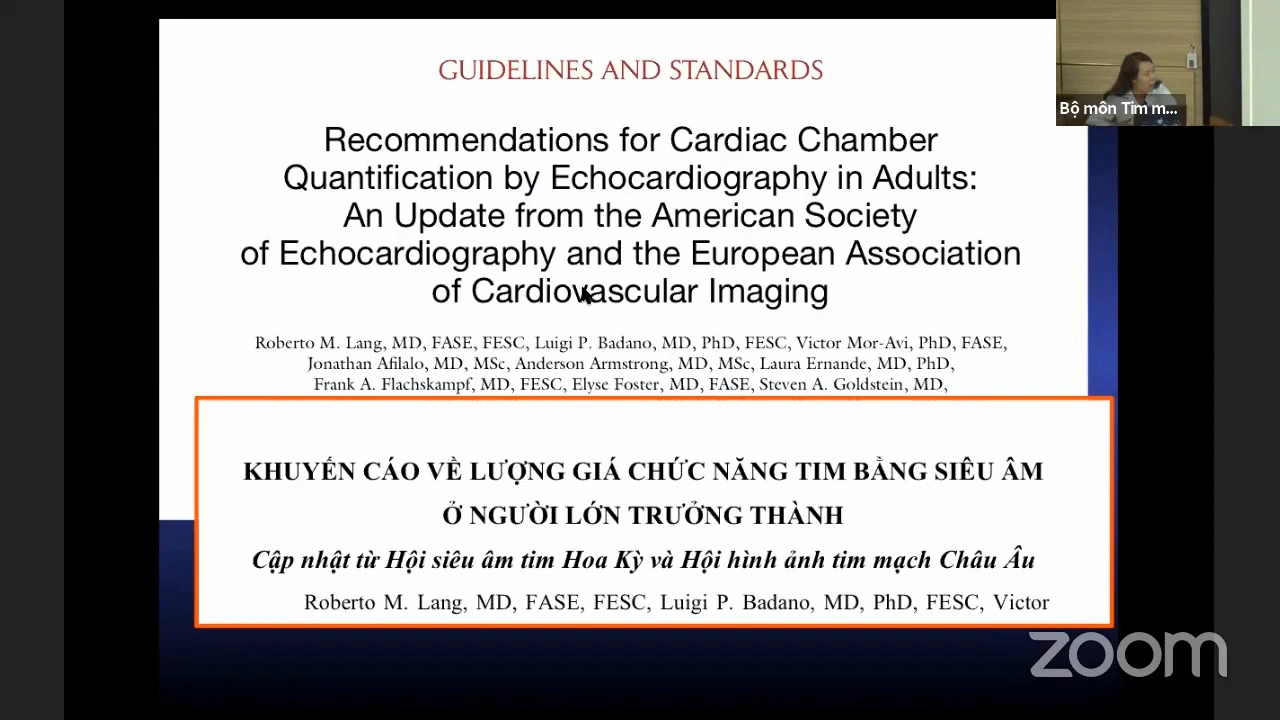 GUIDELINES AND STANDARDS
Recommendations for Cardiac Chamber
Quantification by Echocardiography in Adults:
An Update from the American Society
of Echocardiography and the European Association
of Cardiovascular Imaging
Roberto M. Lang, MD, FASE, FESC, Luigi P. Badano, MD, PhD, FESC, Victor Mor-Avi, PhD, FASE,
Jonathan Afilalo, MD, MSc, Anderson Armstrong, MD, MSc, Laura Ernande, MD, PhD,
Frank A. Flachskampf, MD, FESC, Elyse Foster, MD, FASE, Steven A. Goldstein, MD,
KHUYẾN CÁO VỀ LƯỢNG GIÁ CHỨC NĂNG TIM BẰNG SIÊU ÂM
Ở NGƯỜI LỚN TRƯỞNG THÀNH
Cập nhật từ Hội siêu âm tim Hoa Kỳ và Hội hình ảnh tim mạch Châu Âu
Roberto M. Lang, MD, FASE, FESC, Luigi P. Badano, MD, PhD, FESC, Victor
Bộ môn Tim m...
zoom